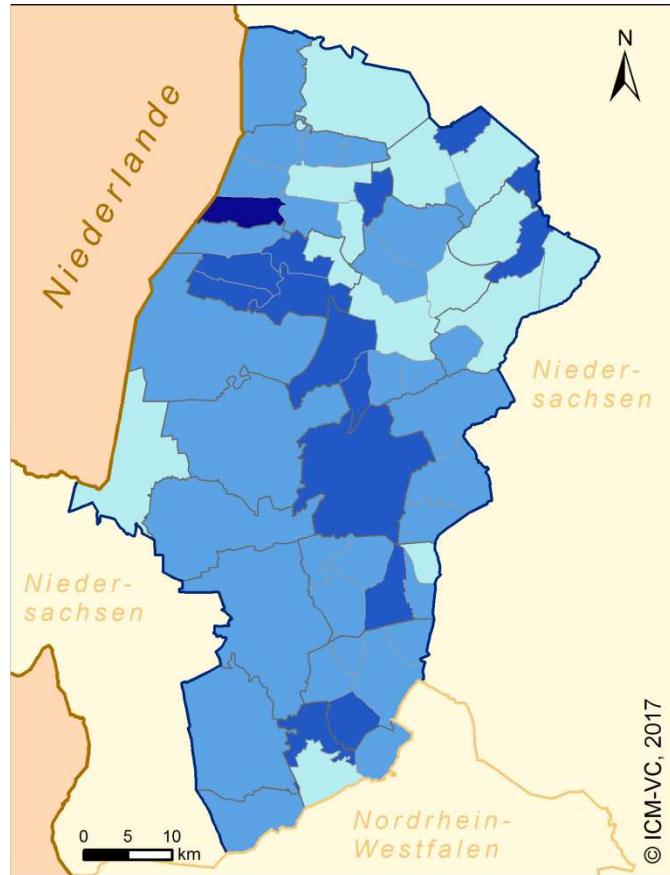 N
Niederlande
Nieder-
sachsen
Nieder-
sachsen
Nordrhein-
Westfalen
0 5 10
km
© ICM-VC, 2017